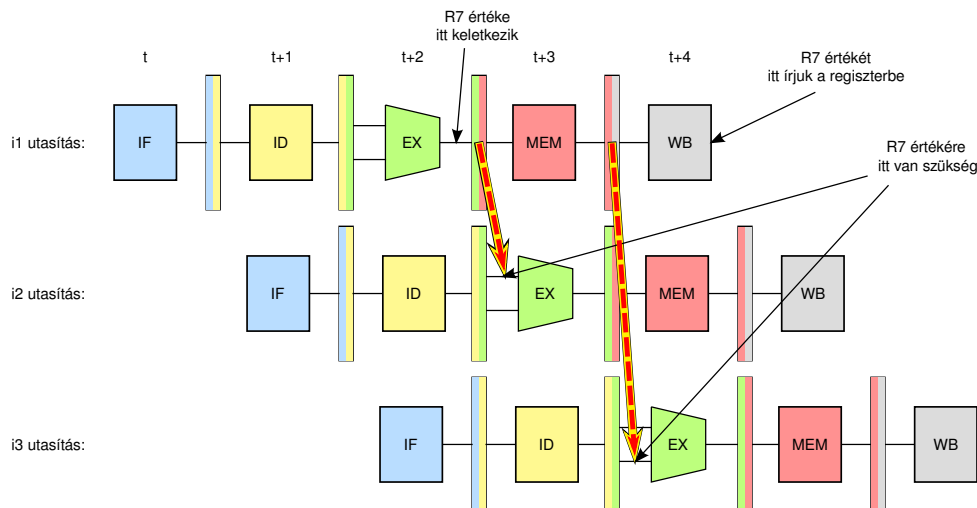 R7 értéke
itt keletkezik
t
t+1
t+2
t+3
t+4
R7 értékét
itt írjuk a regiszterbe
i1 utasítás:
IF
ID
EX
MEM
WB
R7 értékére
itt van szükség
i2 utasítás:
IF
ID
EX
MEM
WB
i3 utasítás:
IF
ID
EX
MEM
WB